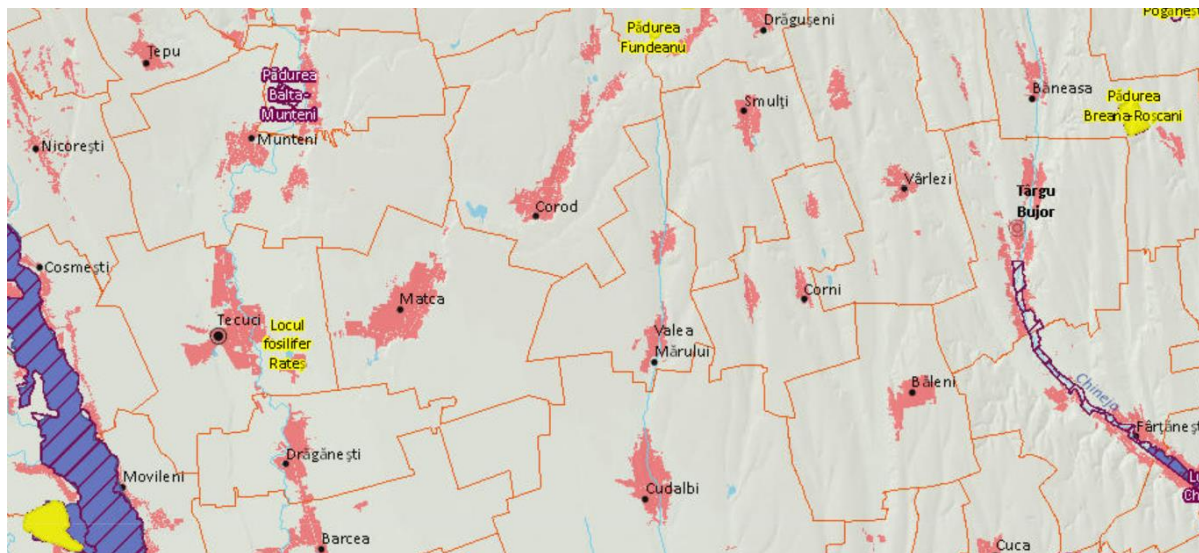 Pogănești
Drăgușeni
Pădurea
Fundeanu
Țepu
Pădurea
Balta-
Munteni
Băneasa
Pădurea
Breana-Roșcani
Smulți
Munteni
Nicorești
Vârlezi
Târgu
Bujor
Corod
Cosmești
Matca
Corni
Tecuci
Locul
fosilifer
Rateș
Valea
Mărului
Băleni
Chineja
Fârțănești
Drăgănești
Movileni
Cudalbi
Barcea
Cuca